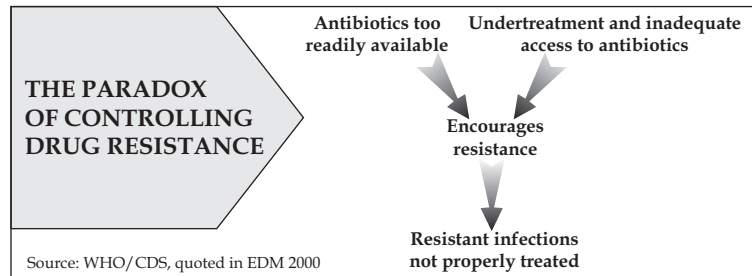 THE PARADOX
OF CONTROLLING
DRUG RESISTANCE
Antibiotics too
readily available
Undertreatment and inadequate
access to antibiotics
Encourages
resistance
Resistant infections
not properly treated
Source: WHO/CDS, quoted in EDM 2000